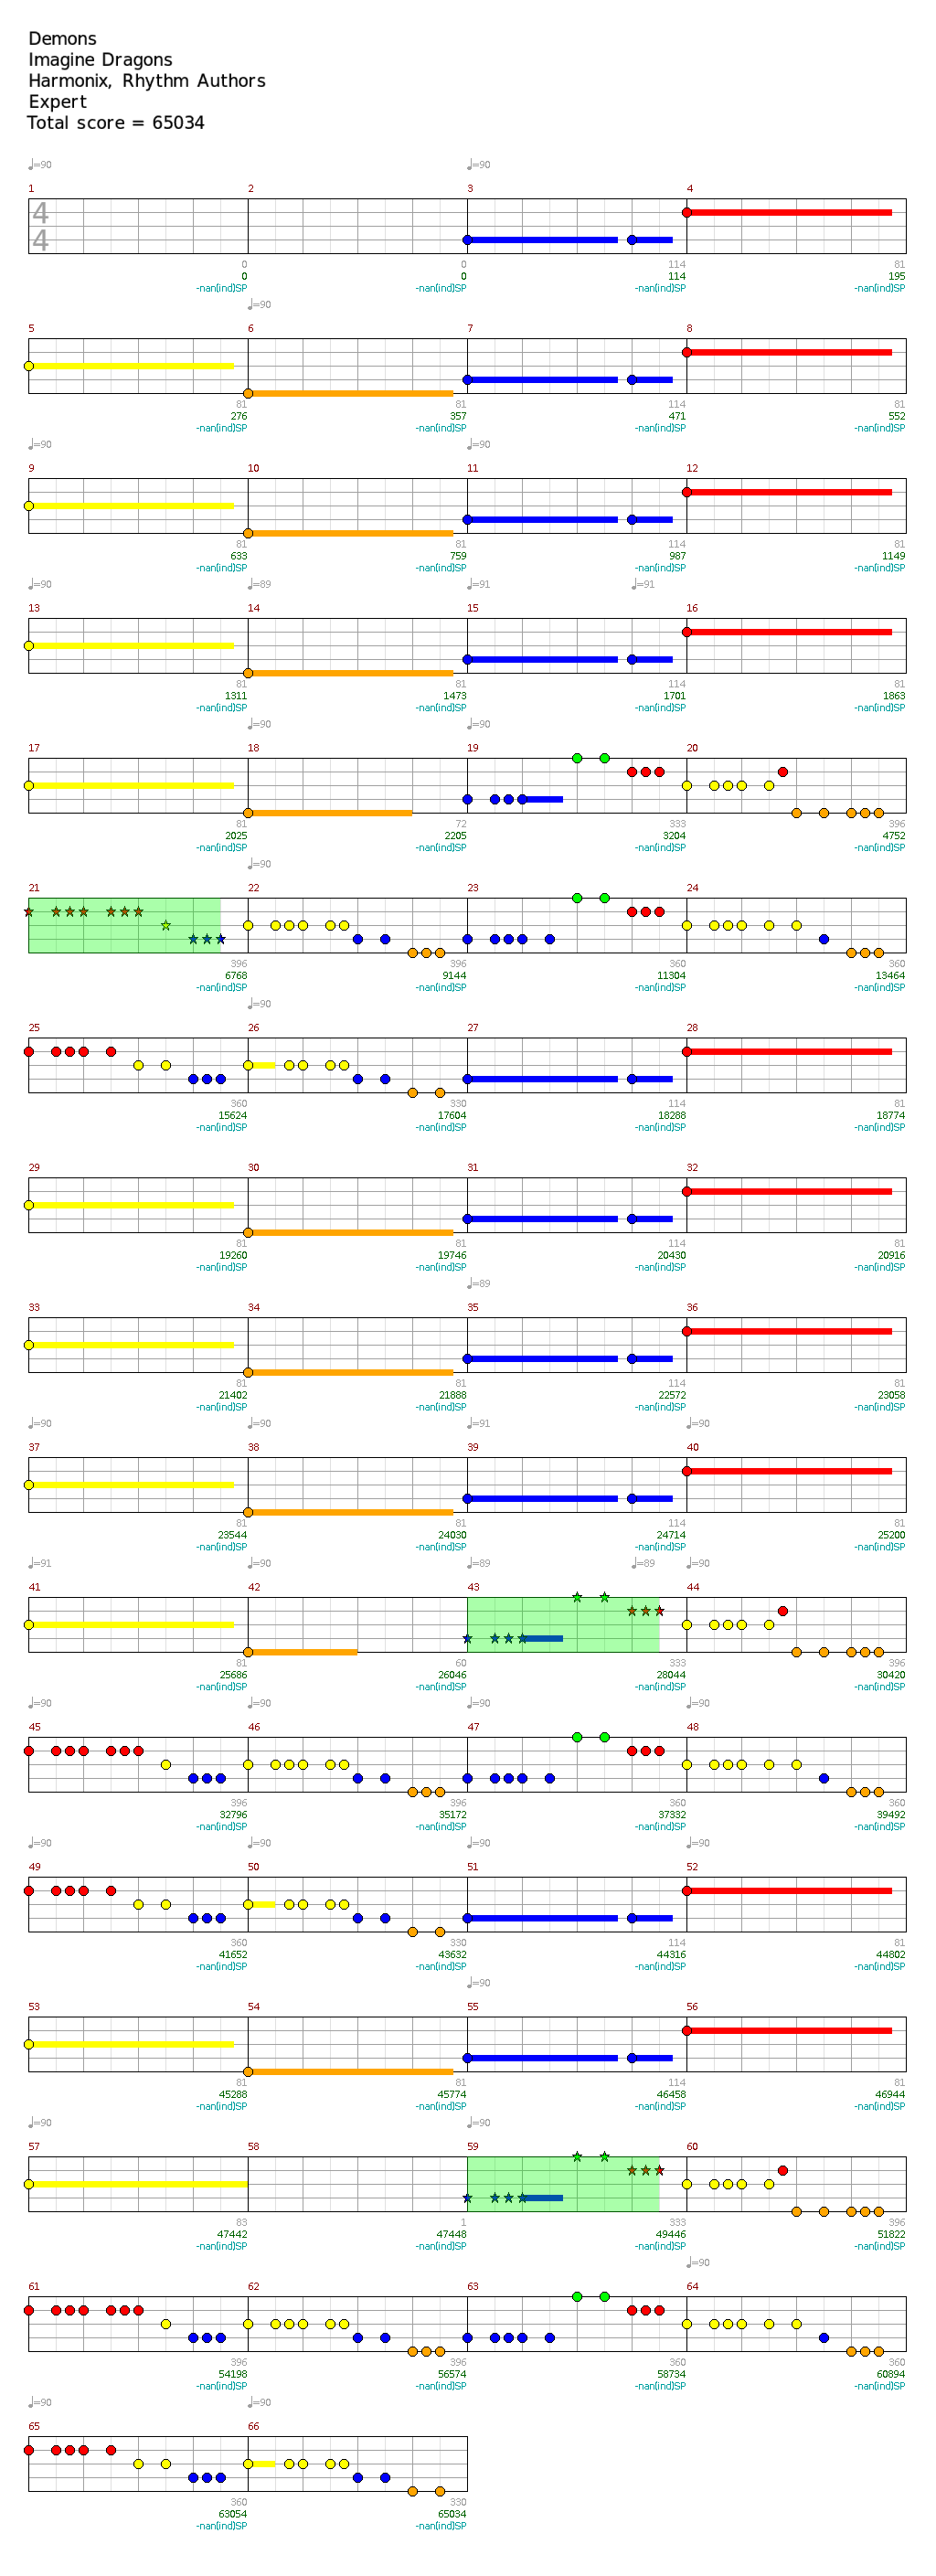 Demons
Imagine Dragons
Harmonix, Rhythm Authors
Expert
Total score = 65034
♩=90 ♩=90
1 2 3 4
4
4
0 0 114 81
0 0 114 195
-nan(ind)SP -nan(ind)SP -nan(ind)SP -nan(ind)SP
♩=90
5 6 7 8
81 81 114 81
276 357 471 552
-nan(ind)SP -nan(ind)SP -nan(ind)SP -nan(ind)SP
♩=90 ♩=90
9 10 11 12
81 81 114 81
633 759 987 1149
-nan(ind)SP -nan(ind)SP -nan(ind)SP -nan(ind)SP
♩=90 ♩=89 ♩=91 ♩=91
13 14 15 16
81 81 114 81
1311 1473 1701 1863
-nan(ind)SP -nan(ind)SP -nan(ind)SP -nan(ind)SP
♩=90 ♩=90
17 18 19 20
81 72 333 396
2025 2205 3204 4752
-nan(ind)SP -nan(ind)SP -nan(ind)SP -nan(ind)SP
♩=90
21 22 23 24
396 396 360 360
6768 9144 11304 13464
-nan(ind)SP -nan(ind)SP -nan(ind)SP -nan(ind)SP
♩=90
25 26 27 28
360 330 114 81
15624 17604 18288 18774
-nan(ind)SP -nan(ind)SP -nan(ind)SP -nan(ind)SP
29 30 31 32
81 81 114 81
19260 19746 20430 20916
-nan(ind)SP -nan(ind)SP -nan(ind)SP -nan(ind)SP
♩=89
33 34 35 36
81 81 114 81
21402 21888 22572 23058
-nan(ind)SP -nan(ind)SP -nan(ind)SP -nan(ind)SP
♩=90 ♩=90 ♩=91 ♩=90
37 38 39 40
81 81 114 81
23544 24030 24714 25200
-nan(ind)SP -nan(ind)SP -nan(ind)SP -nan(ind)SP
♩=91 ♩=90 ♩=89 ♩=89 ♩=90
41 42 43 44
81 60 333 396
25686 26046 28044 30420
-nan(ind)SP -nan(ind)SP -nan(ind)SP -nan(ind)SP
♩=90 ♩=90 ♩=90 ♩=90
45 46 47 48
396 396 360 360
32796 35172 37332 39492
-nan(ind)SP -nan(ind)SP -nan(ind)SP -nan(ind)SP
♩=90 ♩=90 ♩=90 ♩=90
49 50 51 52
360 330 114 81
41652 43632 44316 44802
-nan(ind)SP -nan(ind)SP -nan(ind)SP -nan(ind)SP
♩=90
53 54 55 56
81 81 114 81
45288 45774 46458 46944
-nan(ind)SP -nan(ind)SP -nan(ind)SP -nan(ind)SP
♩=90 ♩=90
57 58 59 60
83 1 333 396
47442 47448 49446 51822
-nan(ind)SP -nan(ind)SP -nan(ind)SP -nan(ind)SP
♩=90
61 62 63 64
396 396 360 360
54198 56574 58734 60894
-nan(ind)SP -nan(ind)SP -nan(ind)SP -nan(ind)SP
♩=90 ♩=90
65 66
360 330
63054 65034
-nan(ind)SP -nan(ind)SP